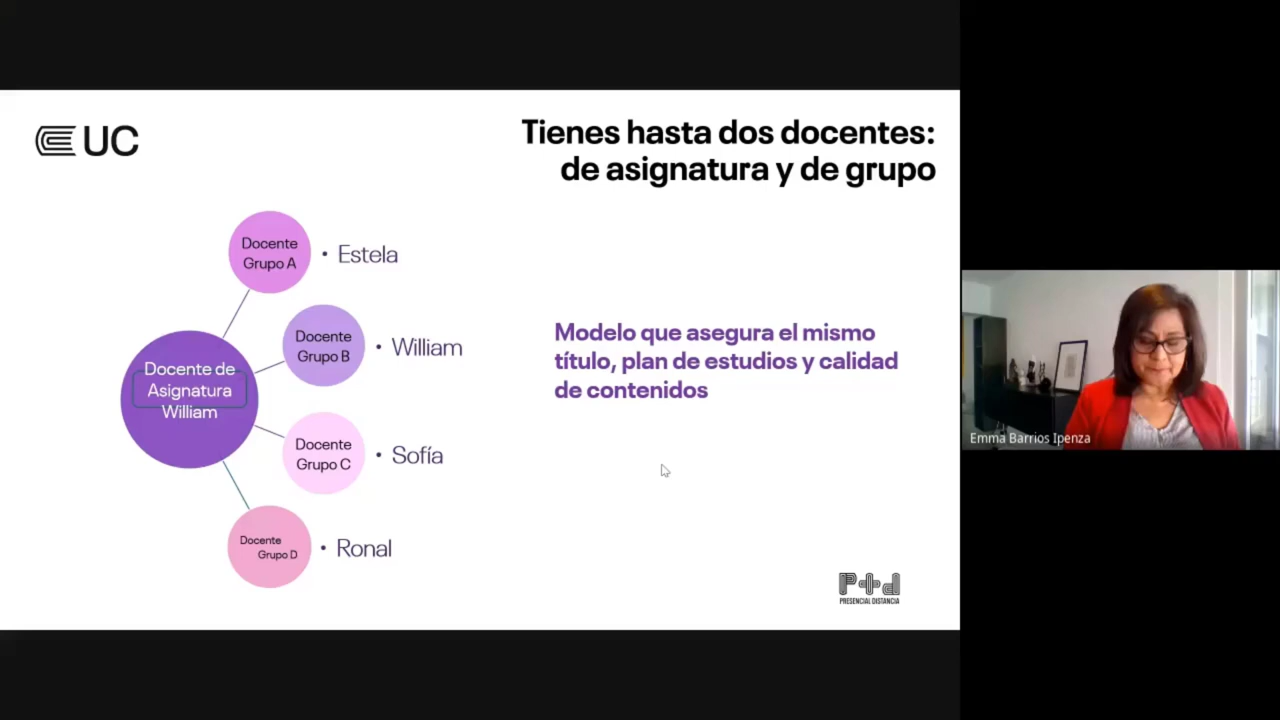 UC
Tienes hasta dos docentes:
de asignatura y de grupo
Docente
Grupo A
• Estela
Docente
Grupo B
• William
Docente de
Asignatura
William
Docente
Grupo C
• Sofía
Docente
Grupo D
• Ronal
Modelo que asegura el mismo
título, plan de estudios y calidad
de contenidos
P+d
PRESENCIAL DISTANCIA
Emma Barrios Ipenza